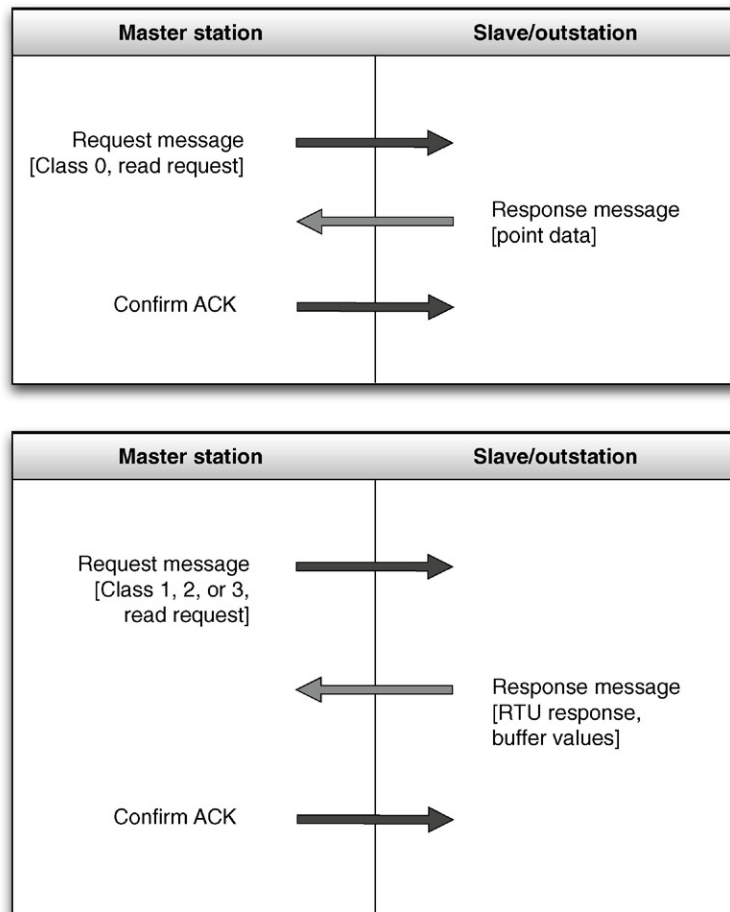 Master station
Slave/outstation
Request message
[Class 0, read request]
Response message
[point data]
Confirm ACK
Master station
Slave/outstation
Request message
[Class 1, 2, or 3,
read request]
Response message
[RTU response,
buffer values]
Confirm ACK